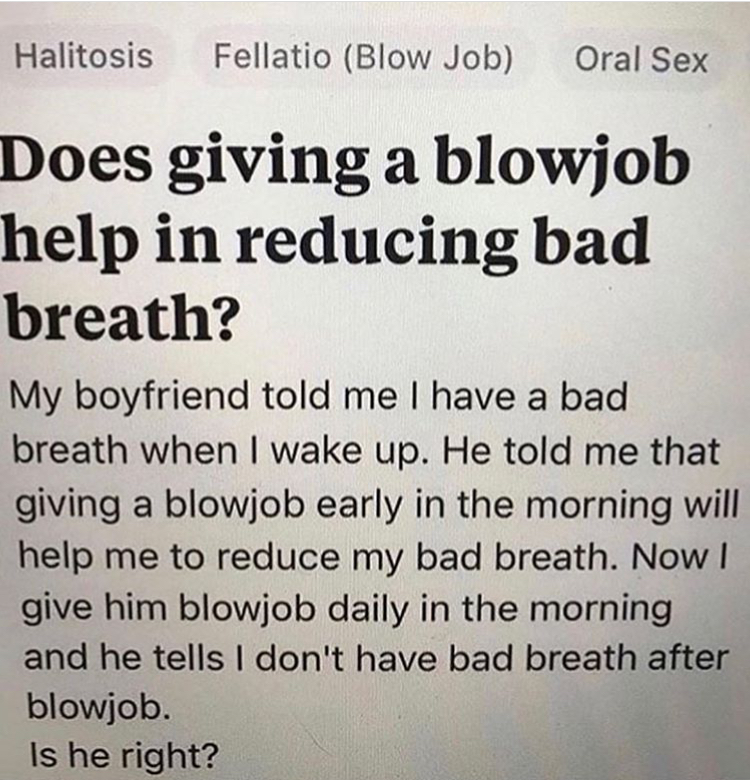 Halitosis Fellatio (Blow Job) Oral Sex
Does giving a blowjob
help in reducing bad
breath?
My boyfriend told me I have a bad
breath when I wake up. He told me that
giving a blowjob early in the morning will
help me to reduce my bad breath. Now I
give him blowjob daily in the morning
and he tells I don't have bad breath after
blowjob.
Is he right?